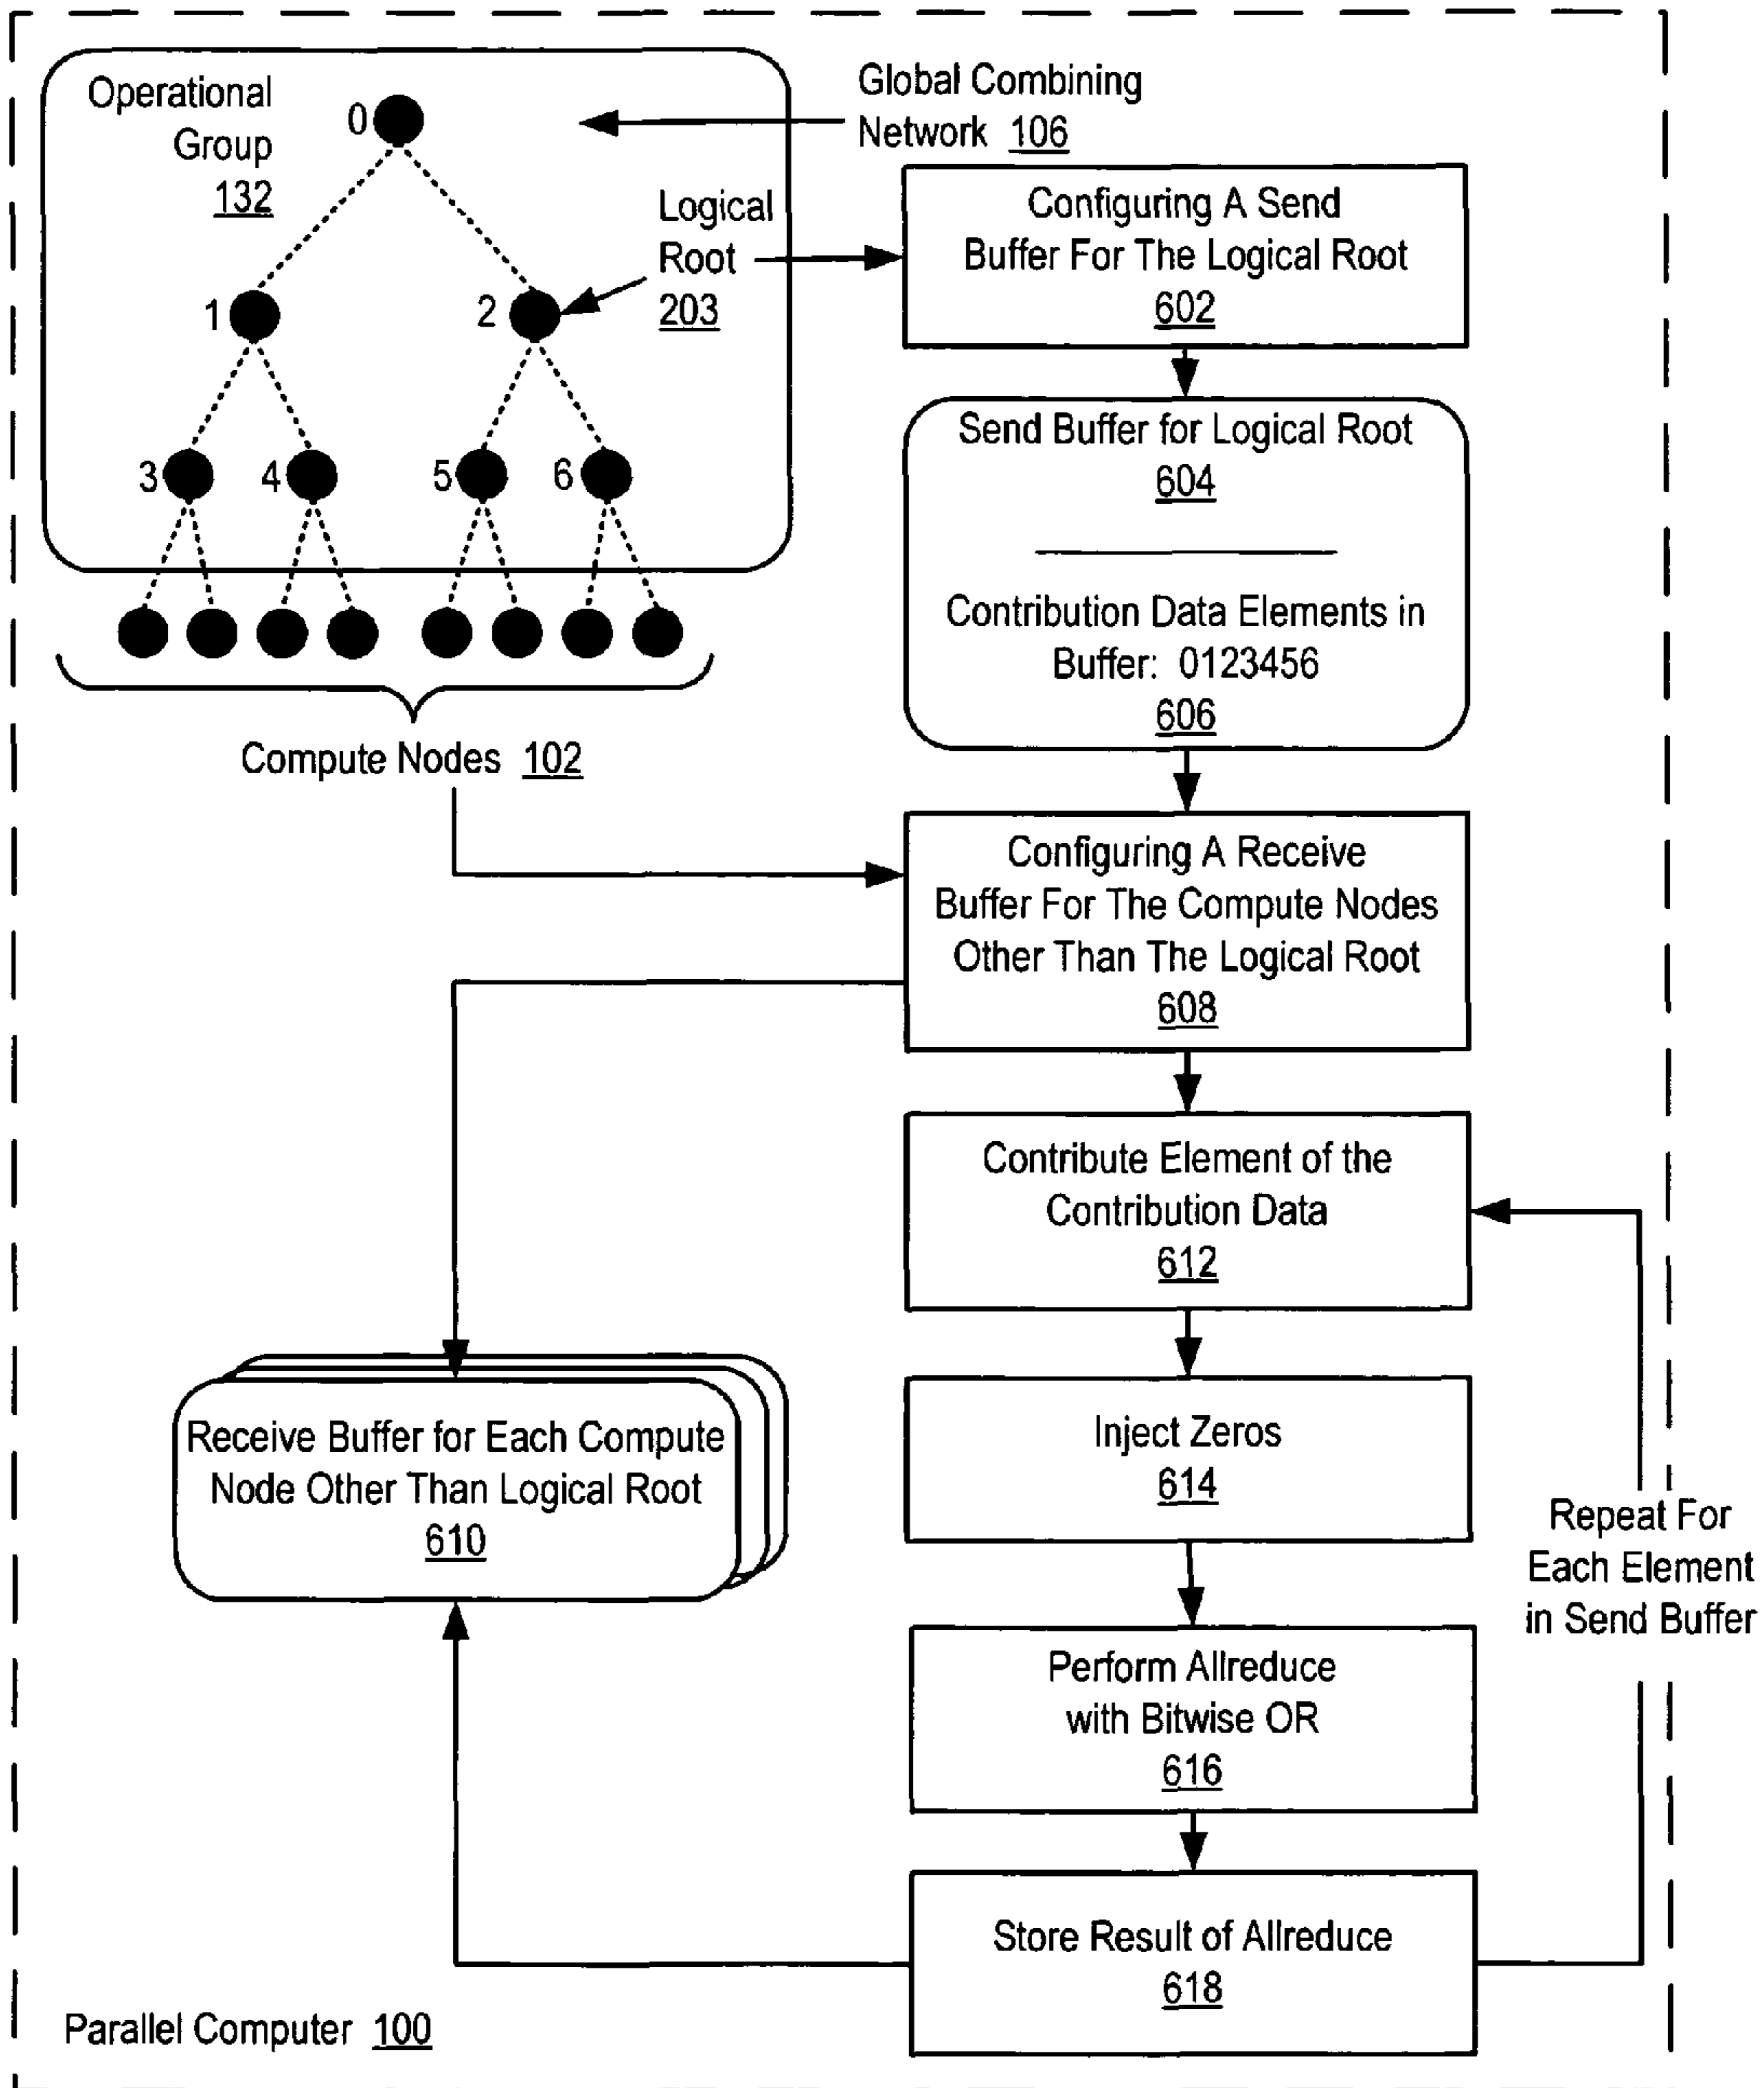 Operational
Group
132
0
Global Combining
Network 106
Logical
Root
203
1
2
3
4
5
6
Compute Nodes 102
Configuring A Send
Buffer For The Logical Root
602
Send Buffer for Logical Root
604
Contribution Data Elements in
Buffer: 0123456
606
Configuring A Receive
Buffer For The Compute Nodes
Other Than The Logical Root
608
Contribute Element of the
Contribution Data
612
Inject Zeros
614
Receive Buffer for Each Compute
Node Other Than Logical Root
610
Repeat For
Each Element
in Send Buffer
Perform Allreduce
with Bitwise OR
616
Store Result of Allreduce
618
Parallel Computer 100